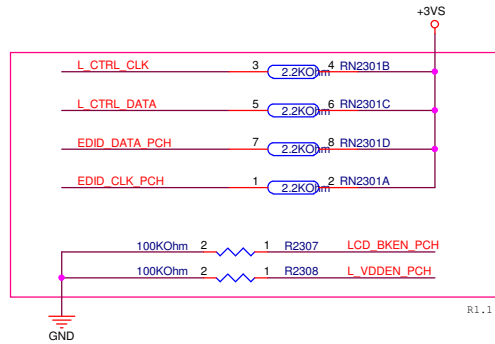 +3VS
L_CTRL_CLK 3 2.2KOhm 4 RN2301B
L_CTRL_DATA 5 2.2KOhm 6 RN2301C
EDID_DATA_PCH 7 2.2KOhm 8 RN2301D
EDID_CLK_PCH 1 2.2KOhm 2 RN2301A
100KOhm 2 1 R2307 LCD_BKEN_PCH
100KOhm 2 1 R2308 L_VDDEN_PCH
R1.1
GND